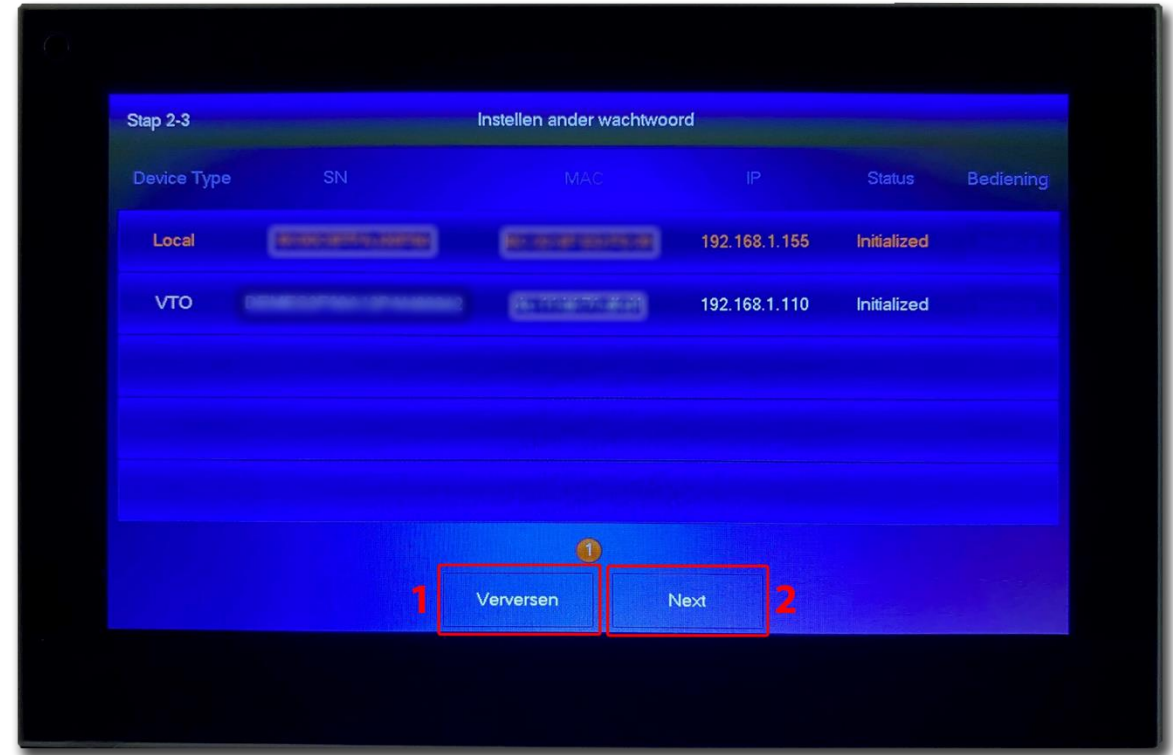 Stap 2-3 Instellen ander wachtwoord
Device Type SN MAC IP Status Bediening
Local 192.168.1.155 Initialized
VTO 192.168.1.110 Initialized
1
1 Verversen Next 2